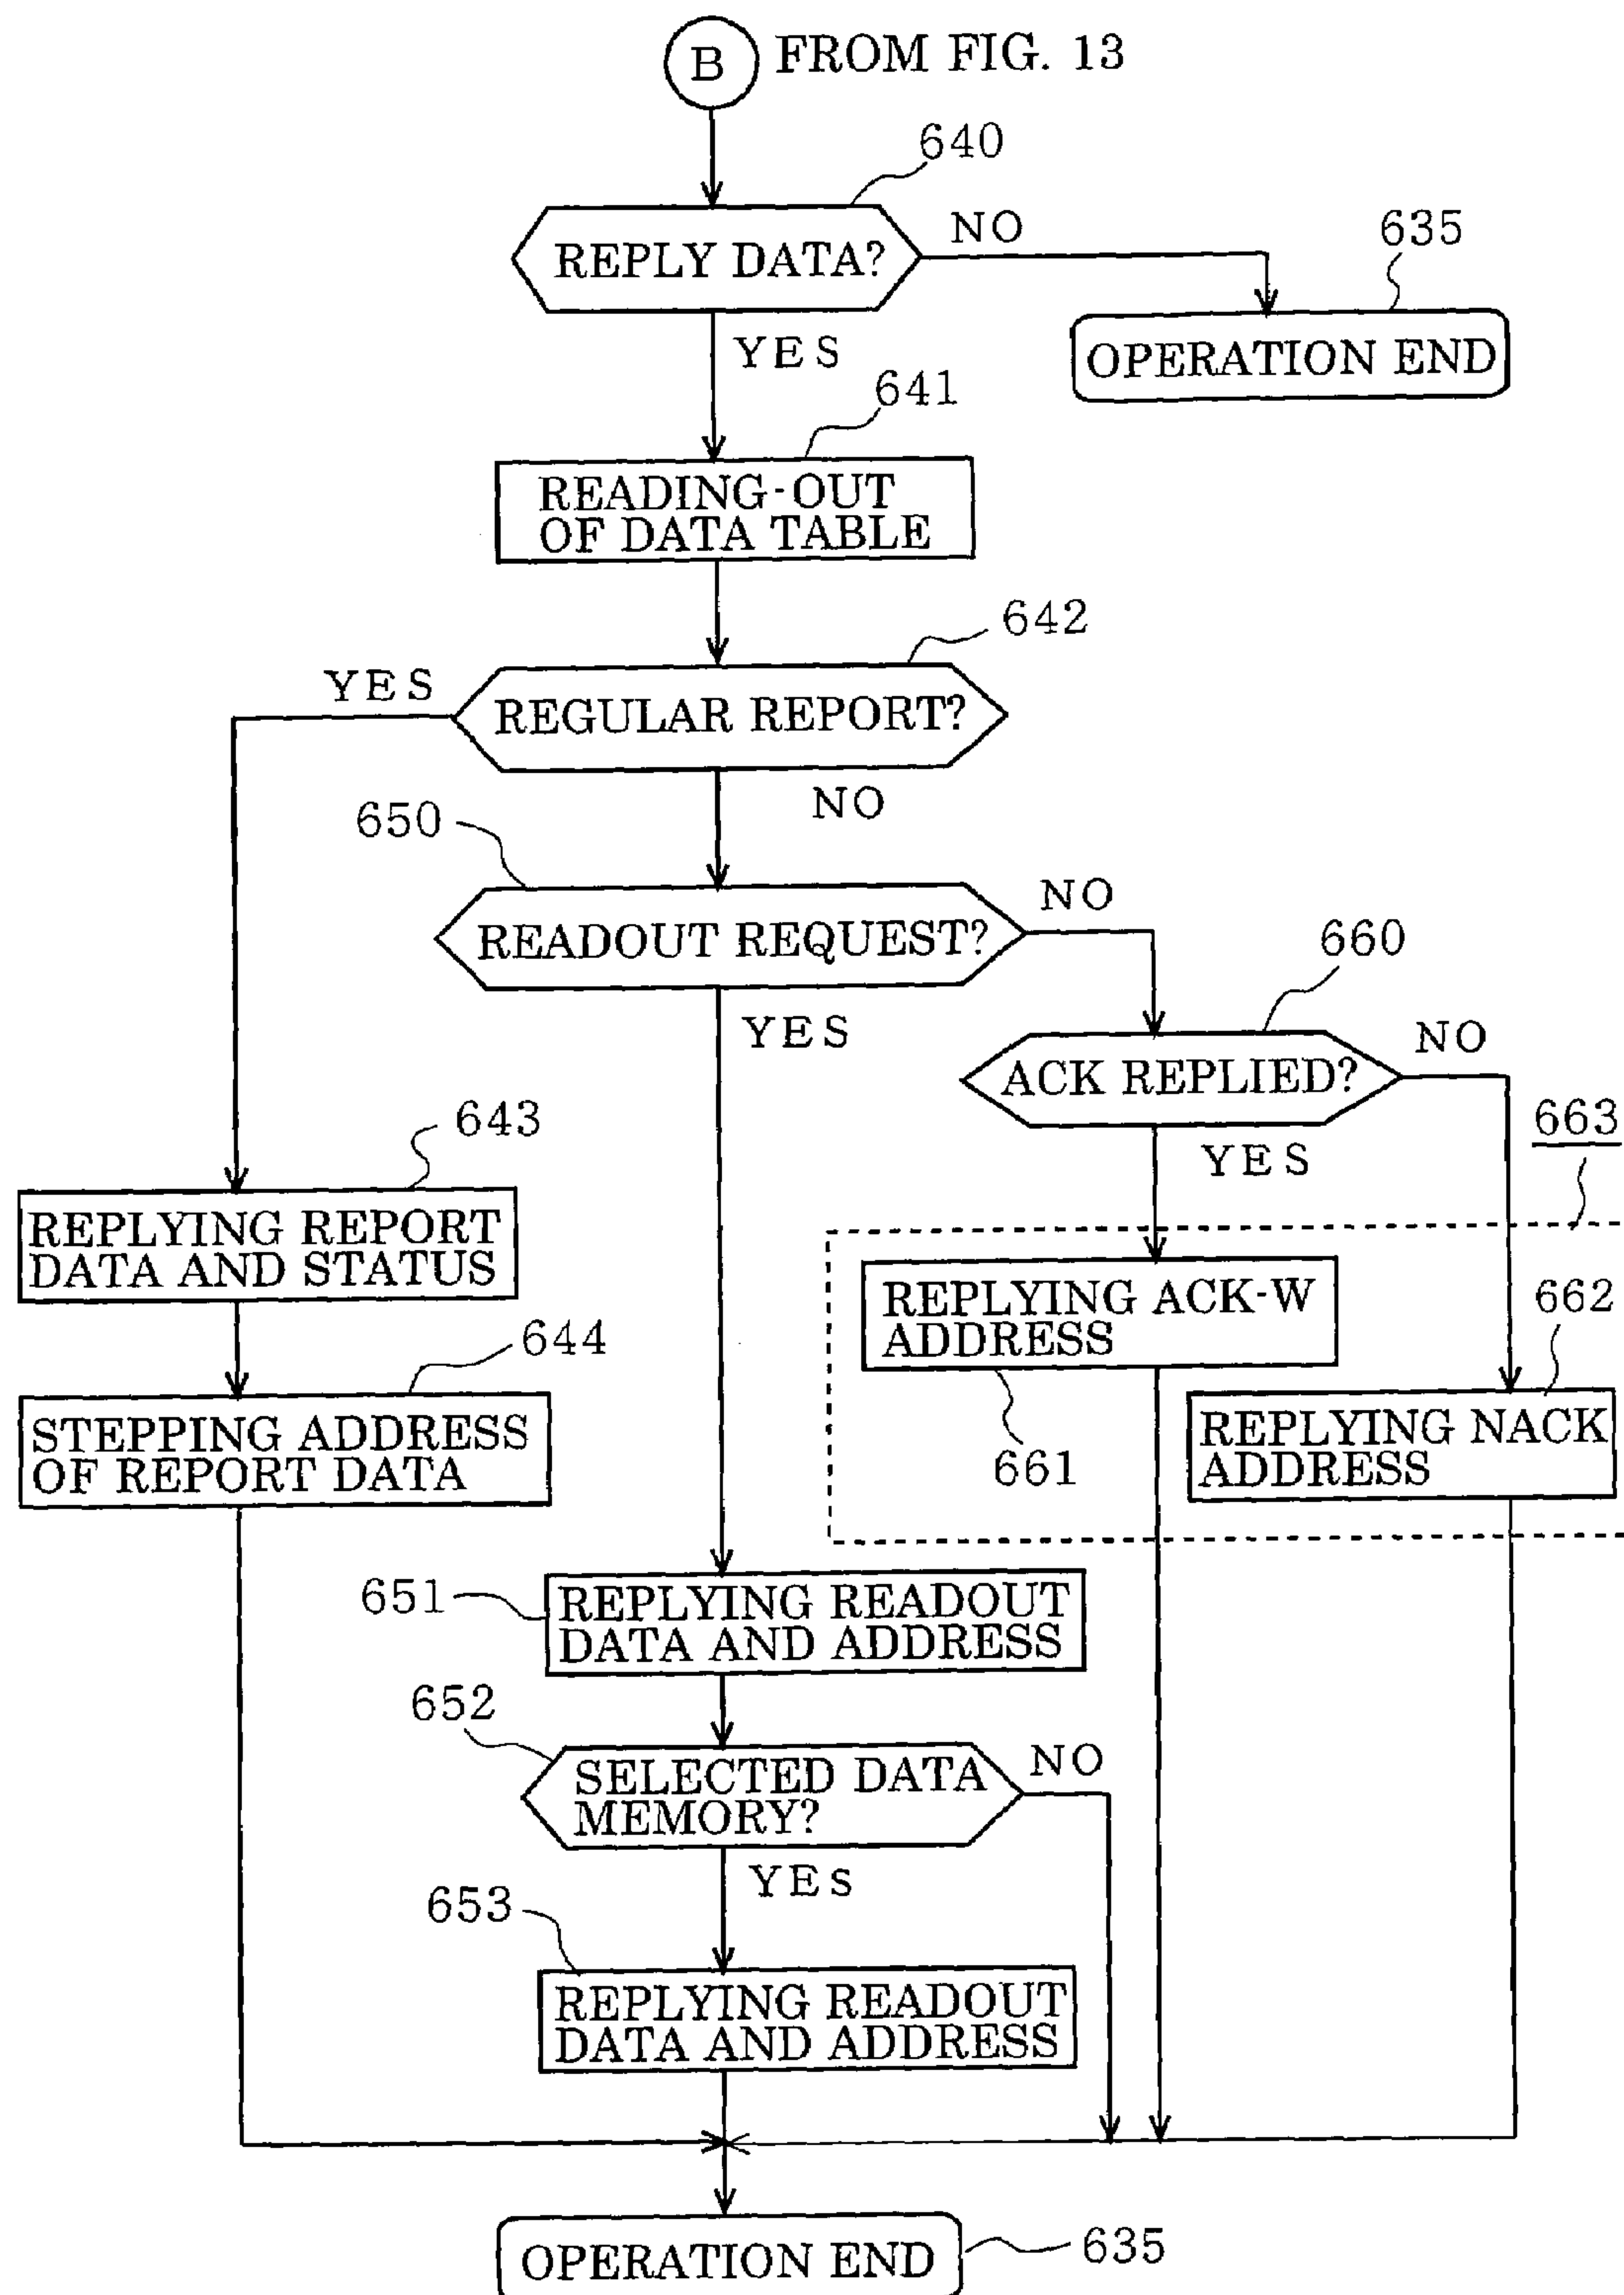 B FROM FIG. 13
640
REPLY DATA?
NO
635
OPERATION END
YES
641
READING-OUT
OF DATA TABLE
642
YES
REGULAR REPORT?
NO
650
READOUT REQUEST?
NO
660
YES
ACK REPLIED?
NO
663
643
YES
REPLYING REPORT
DATA AND STATUS
REPLYING ACK-W
ADDRESS
662
644
STEPPING ADDRESS
OF REPORT DATA
661
REPLYING NACK
ADDRESS
651
REPLYING READOUT
DATA AND ADDRESS
652
SELECTED DATA
MEMORY?
NO
YES
653
REPLYING READOUT
DATA AND ADDRESS
OPERATION END
635